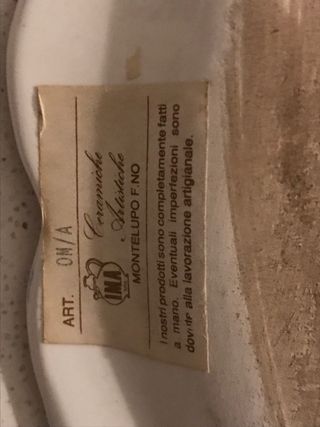 ART. OM/A
IMA
Ceramiche
Artistiche
MONTELUPO F.NO
I nostri prodotti sono completamente fatti
a mano. Eventuali imperfezioni sono
dovute alla lavorazione artigianale.